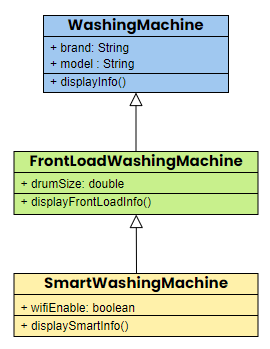 WashingMachine
+ brand: String
+ model : String
+ displayInfo()
FrontLoadWashingMachine
+ drumSize: double
+ displayFrontLoadInfo()
SmartWashingMachine
+ wifiEnable: boolean
+ displaySmartInfo()